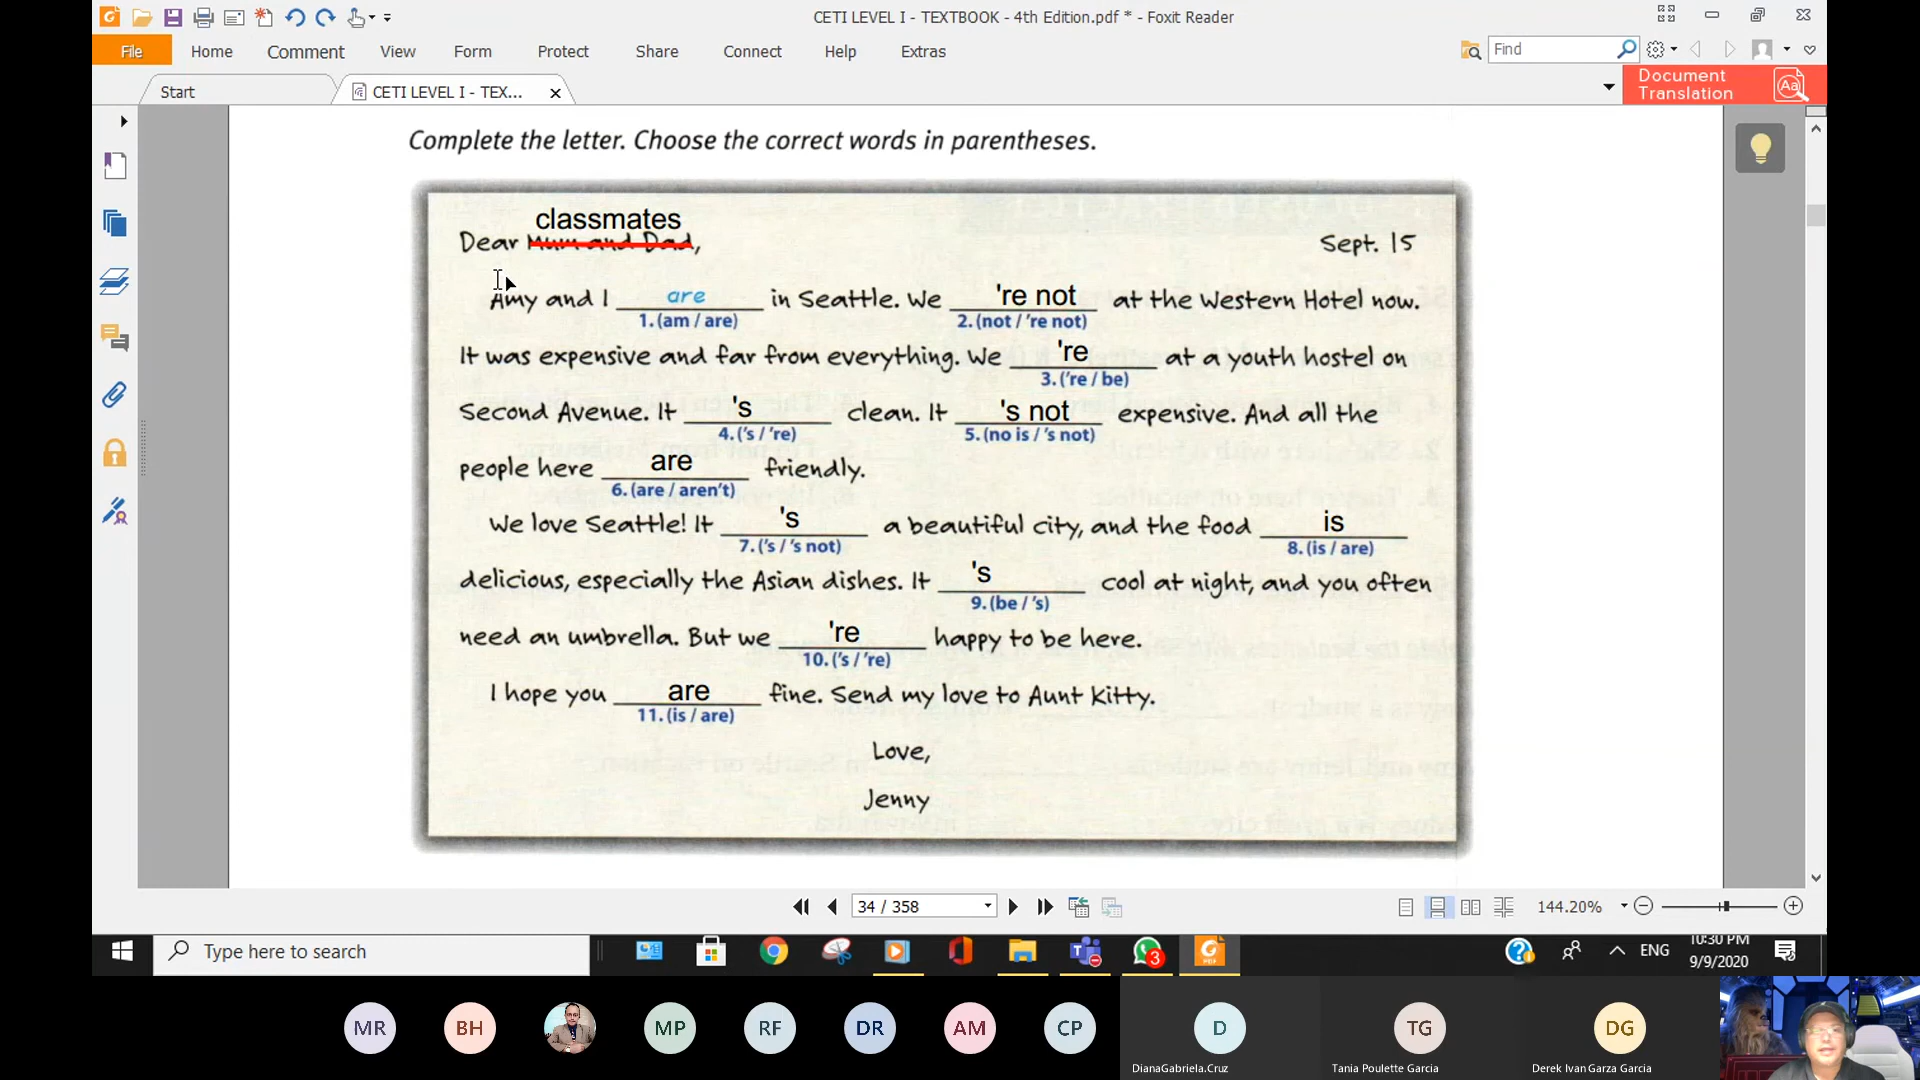 CETI LEVEL I - TEXTBOOK - 4th Edition.pdf * - Foxit Reader
File Home Comment View Form Protect Share Connect Help Extras Find
Start CETI LEVEL I - TEX... Document
Translation
Complete the letter. Choose the correct words in parentheses.
classmates
Dear Mum and Dad, Sept. 15
Amy and I are in Seattle. We 're not at the Western Hotel now.
1. (am / are) 2. (not / 're not)
It was expensive and far from everything. We 're at a youth hostel on
3. ('re / be)
Second Avenue. It 's clean. It 's not expensive. And all the
4. ('s / 're) 5. (no is / 's not)
people here are friendly.
6. (are / aren't)
We love Seattle! It 's a beautiful city, and the food is
7. ('s / 's not) 8. (is / are)
delicious, especially the Asian dishes. It 's cool at night, and you often
9. (be / 's)
need an umbrella. But we 're happy to be here.
10. ('s / 're)
I hope you are fine. Send my love to Aunt Kitty.
11. (is / are)
Love,
Jenny
34 / 358 144.20%
Type here to search 3 ENG 10:30 PM
9/9/2020
MR BH MP RF DR AM CP D TG DG
DianaGabriela.Cruz Tania Poulette Garcia Derek Ivan Garza Garcia